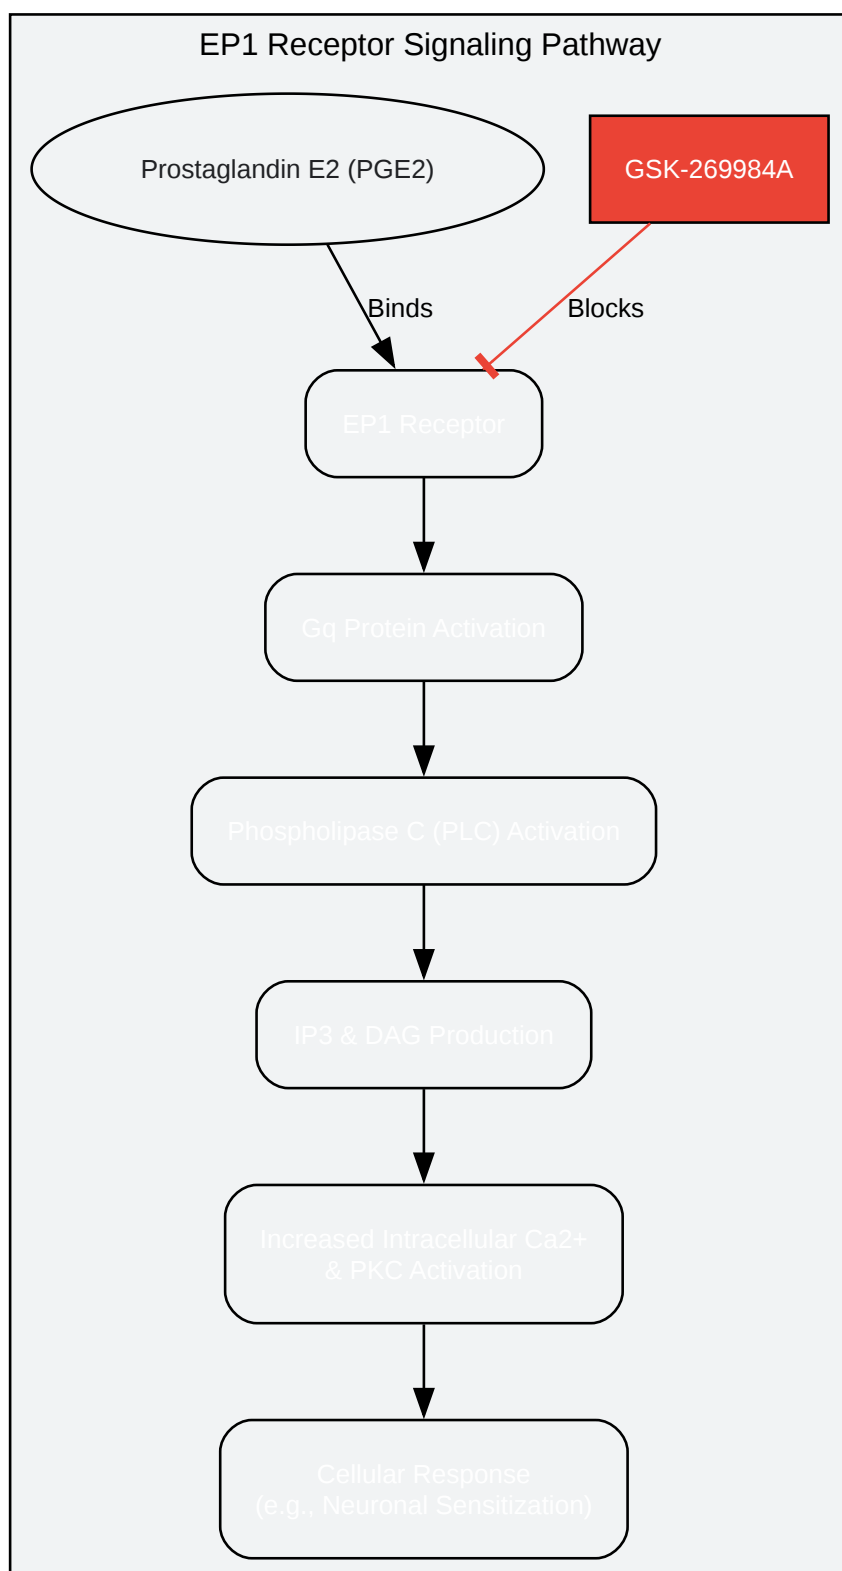 EP1 Receptor Signaling Pathway
Prostaglandin E2 (PGE2)
GSK-269984A
Binds
Blocks
EP1 Receptor
Gq Protein Activation
Phospholipase C (PLC) Activation
IP3 & DAG Production
Increased Intracellular Ca2+
& PKC Activation
Cellular Response
(e.g., Neuronal Sensitization)